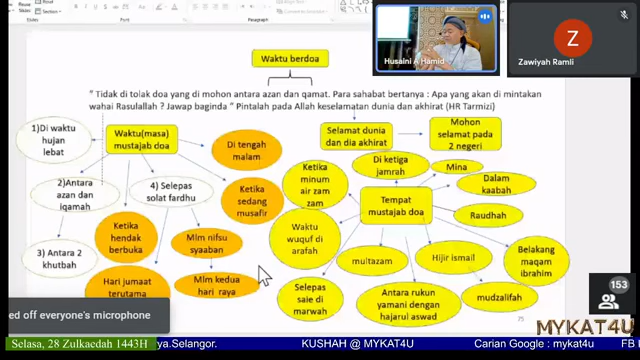 Slides
Reset
Section
Paragraph
Waktu berdoa
" Tidak di tolak doa yang di mohon antara azan dan qamat. Para sahabat bertanya : Apa yang akan di mintakan
wahai Rasulallah ? Jawap baginda " Pintalah pada Allah keselamatan dunia dan akhirat (HR Tarmizi)
1)Di waktu
hujan
lebat
Waktu(masa)
mustajab doa
Di tengah
malam
2)Antara
azan dan
iqamah
4) Selepas
solat fardhu
Ketika
sedang
musafir
3) Antara 2
khutbah
Ketika
hendak
berbuka
Mlm nifsu
syaaban
Hari jumaat
terutama
Mlm kedua
hari raya
Selamat dunia
dan dia akhirat
Mohon
selamat pada
2 negeri
Ketika
minum
air zam
zam
Di ketiga
jamrah
Mina
Dalam
kaabah
Tempat
mustajab doa
Raudhah
Waktu
wuquf di
arafah
multazam
Hijir ismail
Belakang
maqam
ibrahim
Selepas
saie di
marwah
Antara rukun
yamani dengan
hajarul aswad
mudzalifah
75
Husaini A Hamid
Z
Zawiyah Ramli
153
ed off everyone's microphone
MYKAT4U
Selasa, 28 Zulkaedah 1443H
ya.Selangor.
KUSHAH @ MYKAT4U
Carian Google : mykat4u
FB